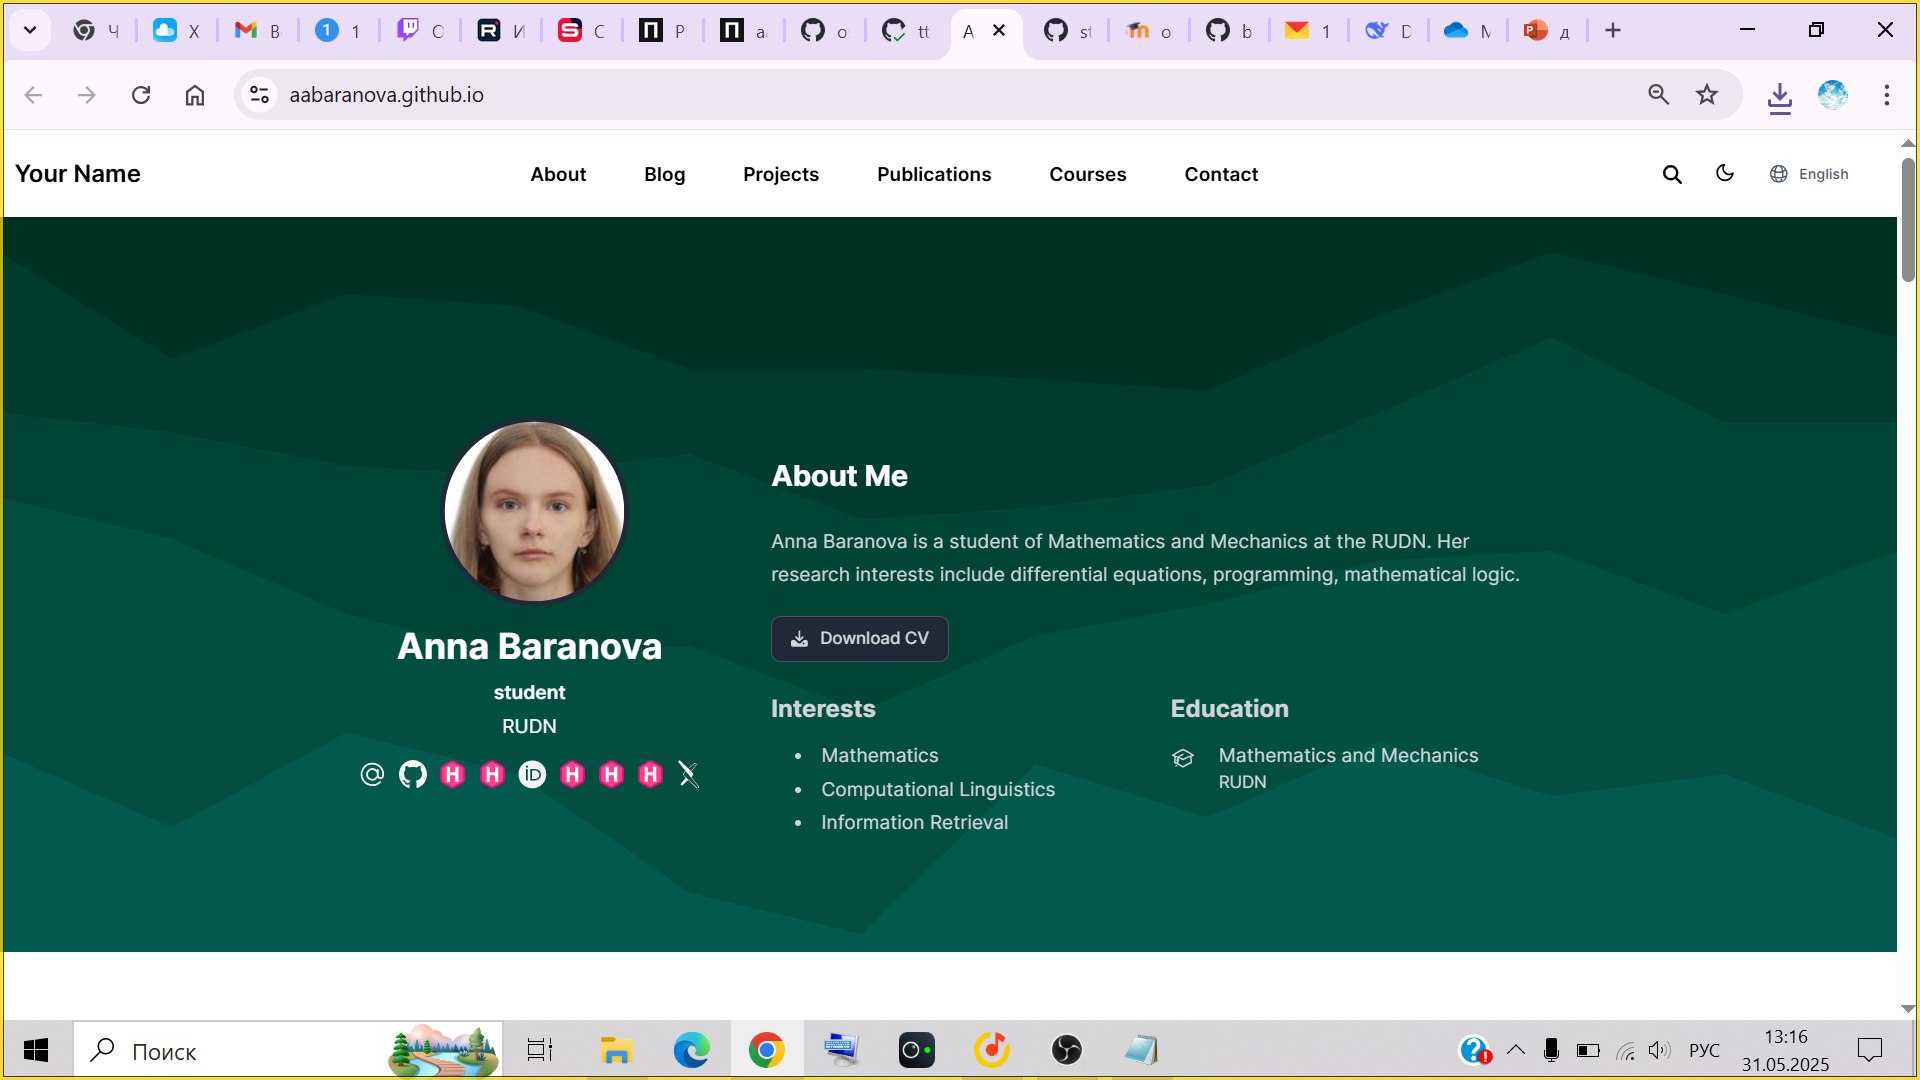 Ч
X
B
1
1
О
И
С
P
a
o
tt
A
st
o
b
1
D
M
Д
aabaranova.github.io
Your Name
About
Blog
Projects
Publications
Courses
Contact
English
About Me
Anna Baranova is a student of Mathematics and Mechanics at the RUDN. Her
research interests include differential equations, programming, mathematical logic.
Download CV
Anna Baranova
student
RUDN
Interests
Mathematics
Computational Linguistics
Information Retrieval
Education
Mathematics and Mechanics
RUDN
Поиск
РУС
13:16
31.05.2025